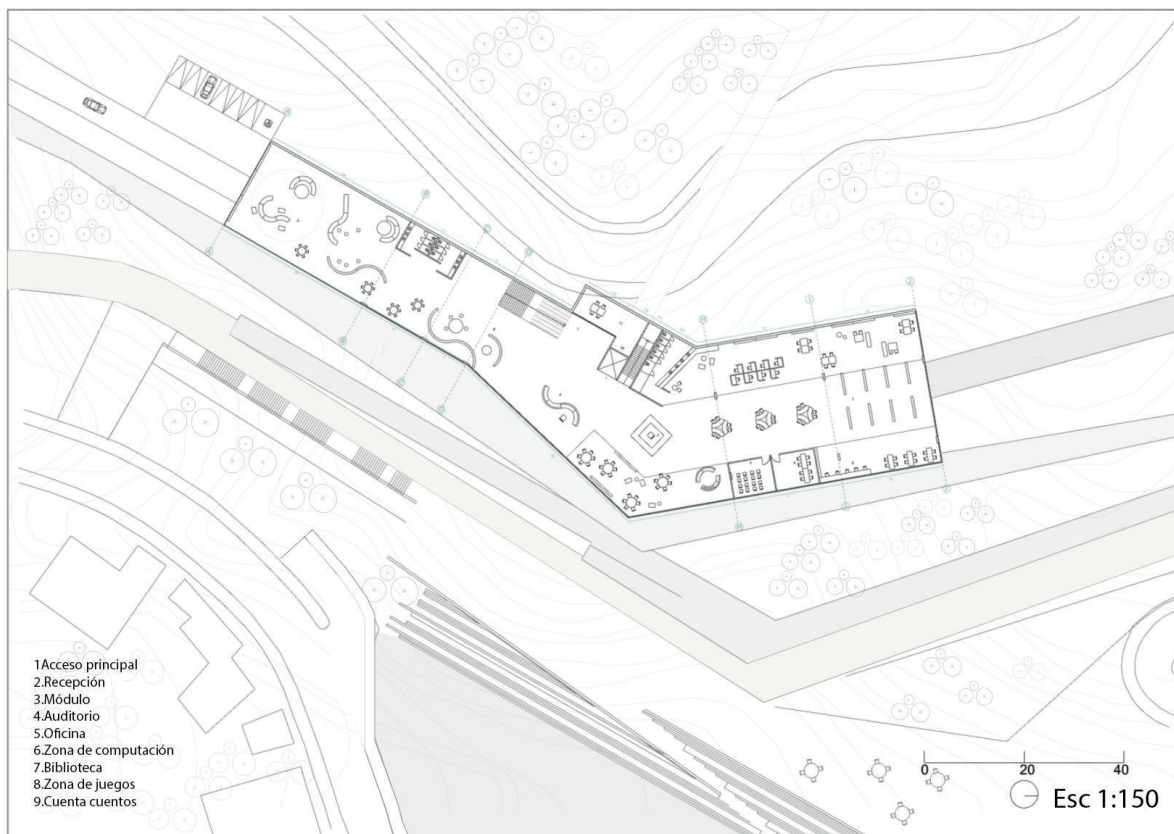 1Acceso principal
2.Recepción
3.Módulo
4.Auditorio
5.Oficina
6.Zona de computación
7.Biblioteca
8.Zona de juegos
9.Cuenta cuentos
0 20 40
Esc 1:150